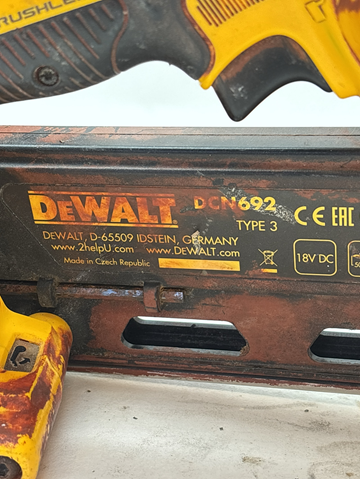 BRUSHLE
DEWALT DCN692
TYPE 3
CE EAC
DEWALT, D-65509 IDSTEIN, GERMANY
www.2helpU.com www.DEWALT.com
Made in Czech Republic
18V DC